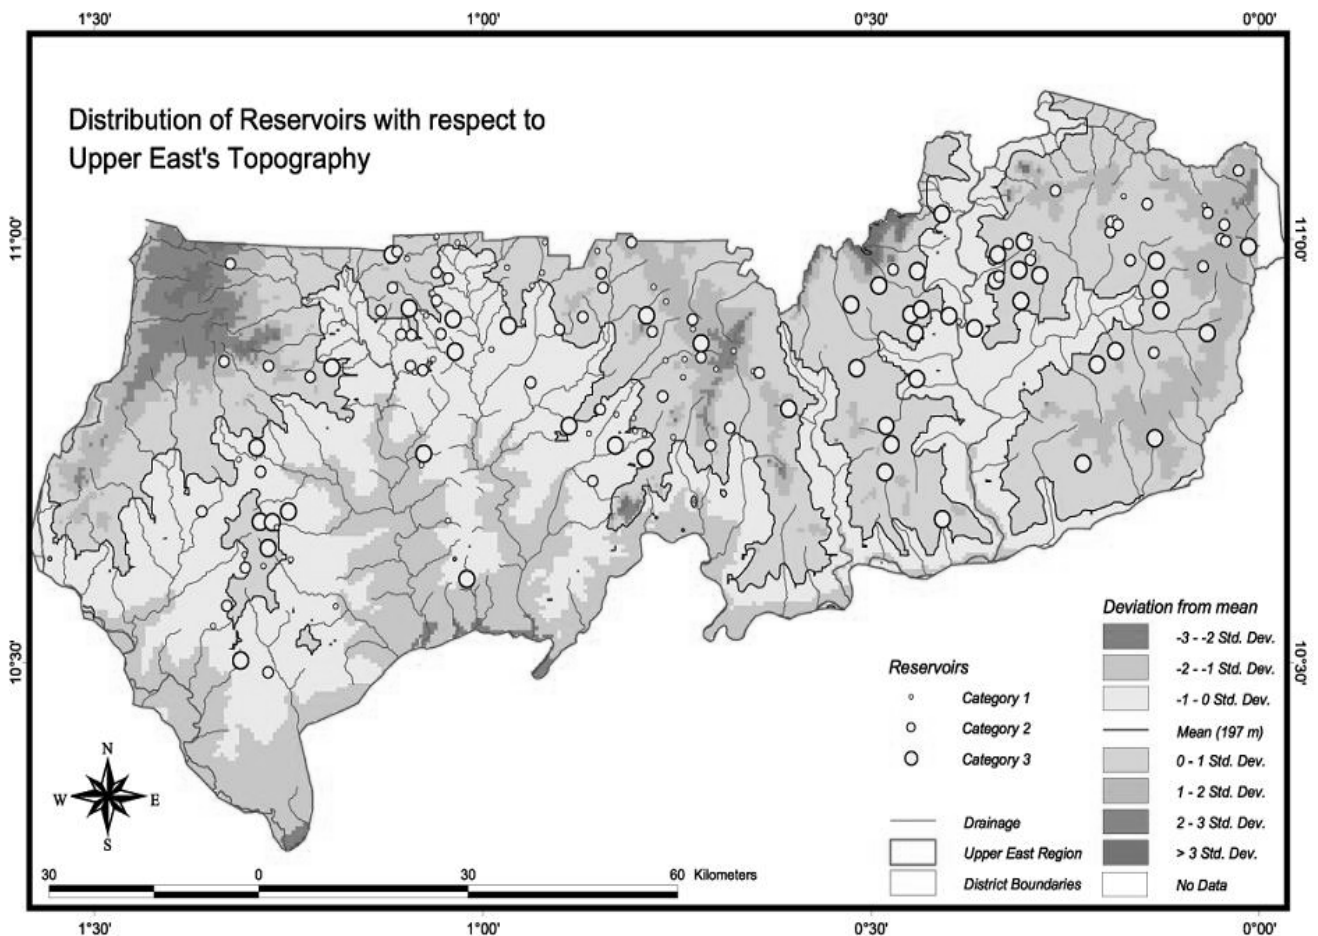 1°30' 1°00' 0°30' 0°00'
Distribution of Reservoirs with respect to
Upper East's Topography
11°00'
11°00'
10°30'
10°30'
Deviation from mean
-3 - -2 Std. Dev.
-2 - -1 Std. Dev.
-1 - 0 Std. Dev.
Mean (197 m)
0 - 1 Std. Dev.
1 - 2 Std. Dev.
2 - 3 Std. Dev.
> 3 Std. Dev.
No Data
Reservoirs
Category 1
Category 2
Category 3
Drainage
Upper East Region
District Boundaries
N
W E
S
30 0 30 60 Kilometers
1°30' 1°00' 0°30' 0°00'